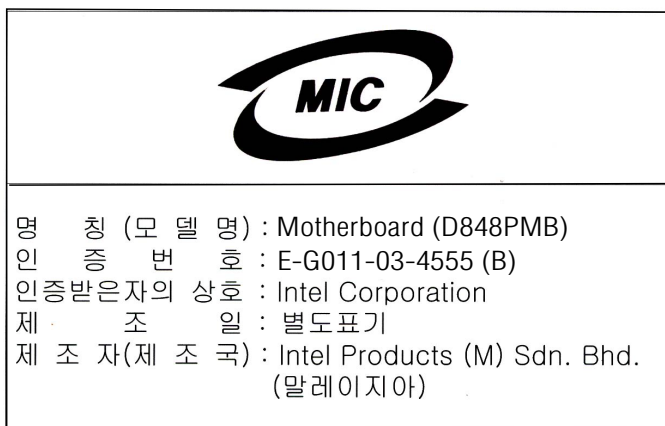 MIC
명 칭 (모 델 명) : Motherboard (D848PMB)
인 증 번 호 : E-G011-03-4555 (B)
인증받은자의 상호 : Intel Corporation
제 조 일 : 별도표기
제 조 자(제 조 국) : Intel Products (M) Sdn. Bhd.
(말레이지아)